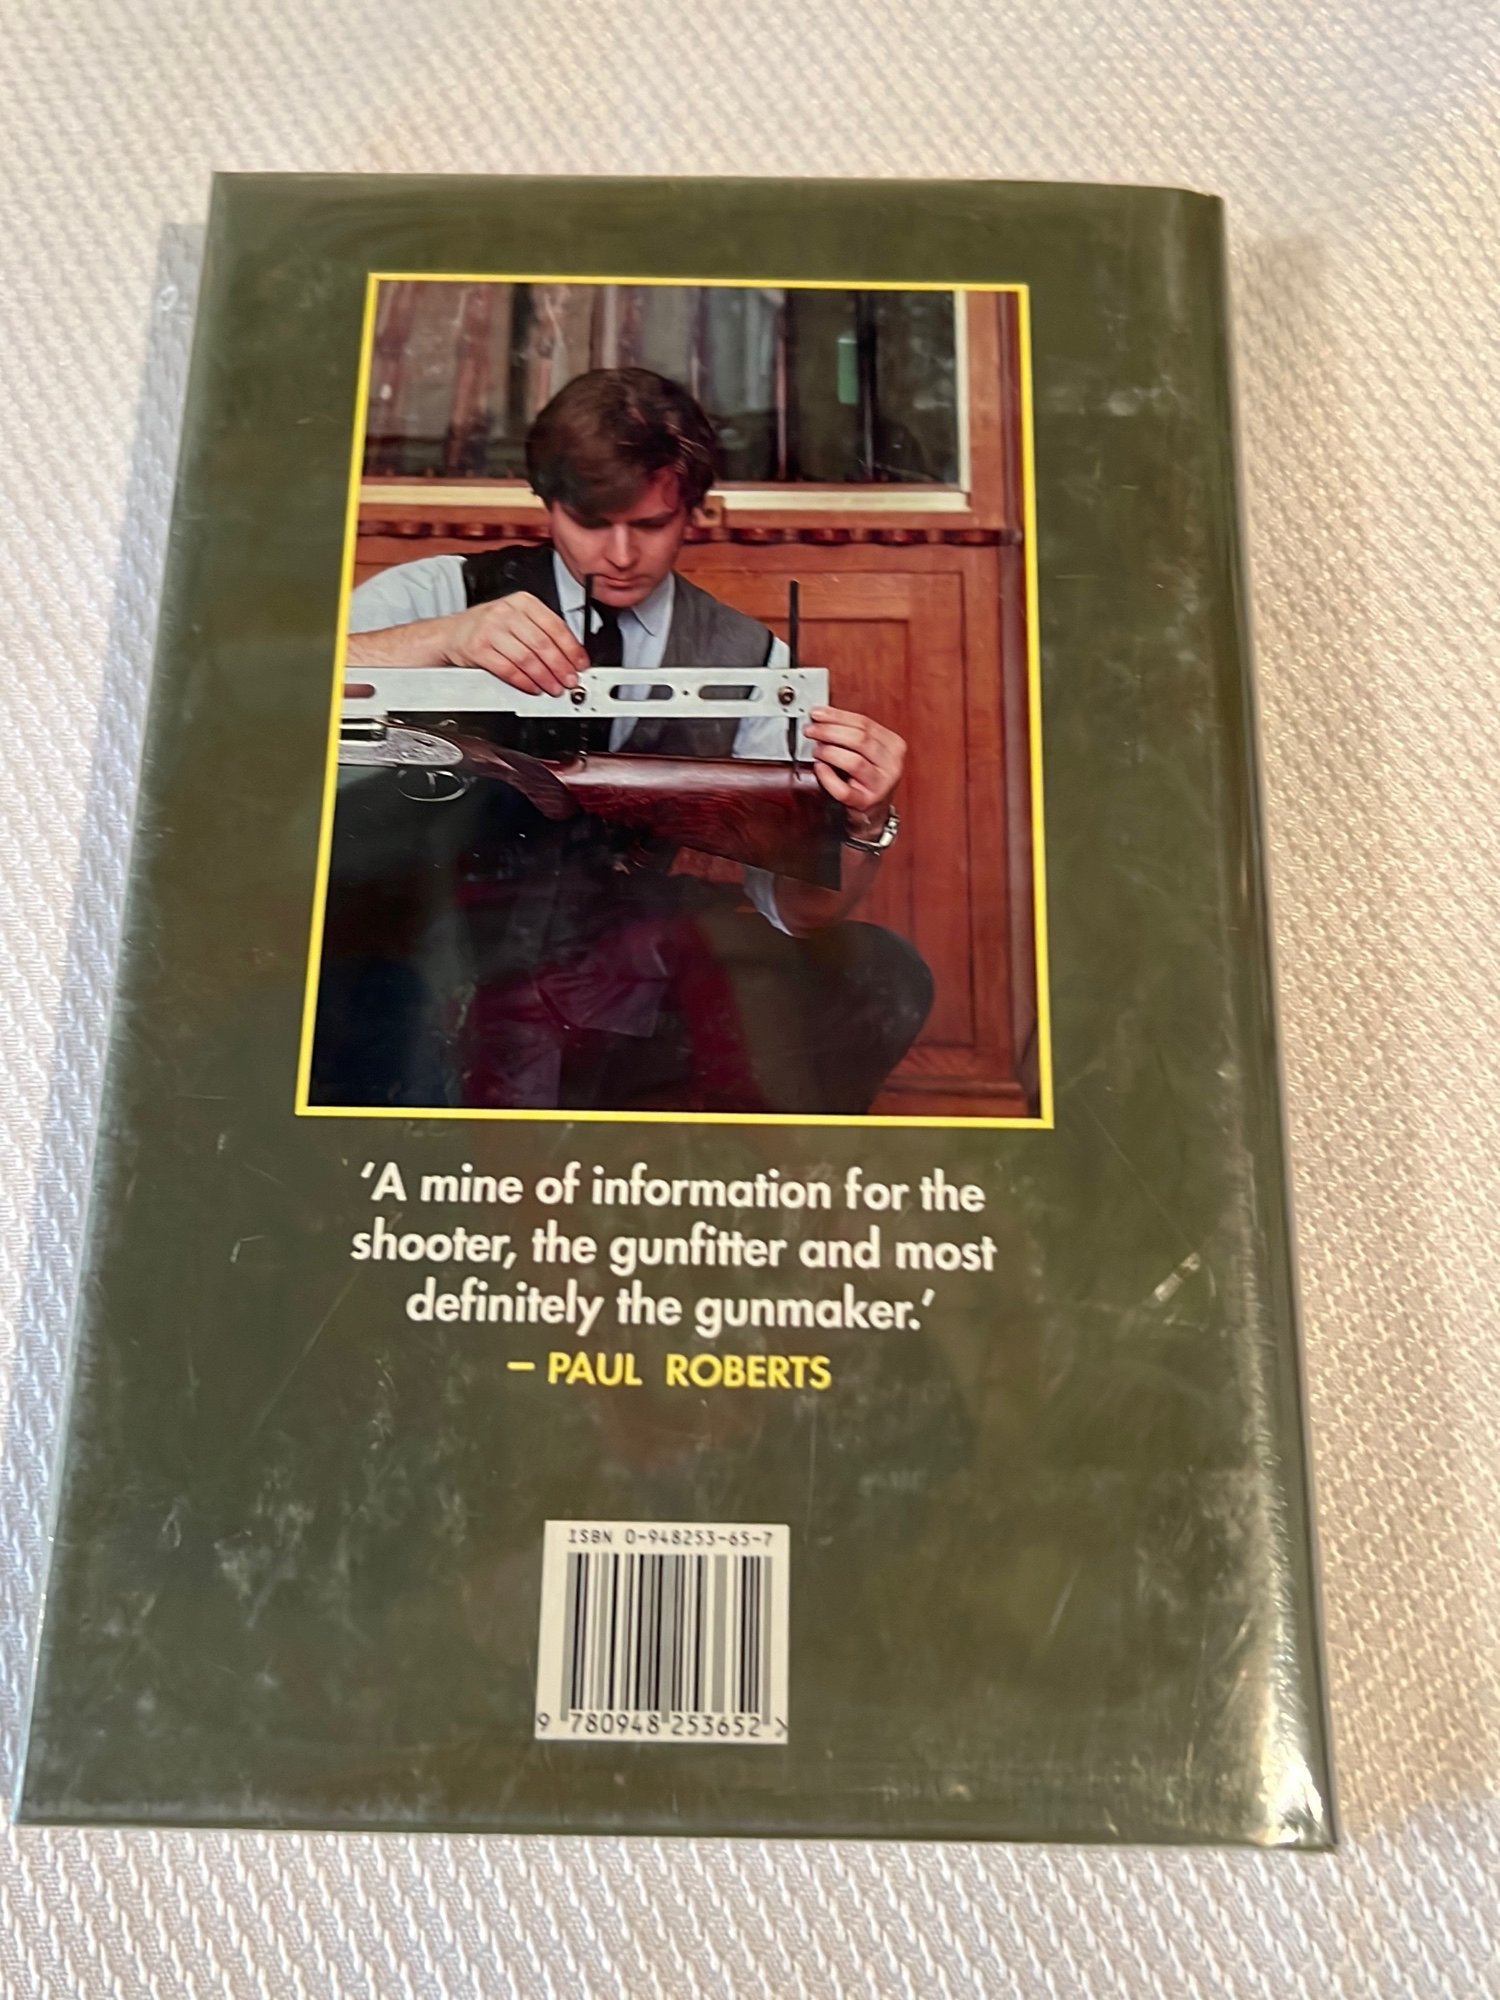 ‘A mine of information for the
shooter, the gunfitter and most
definitely the gunmaker.’
– PAUL ROBERTS
ISBN 0-948253-65-7
9 780948 253652 >